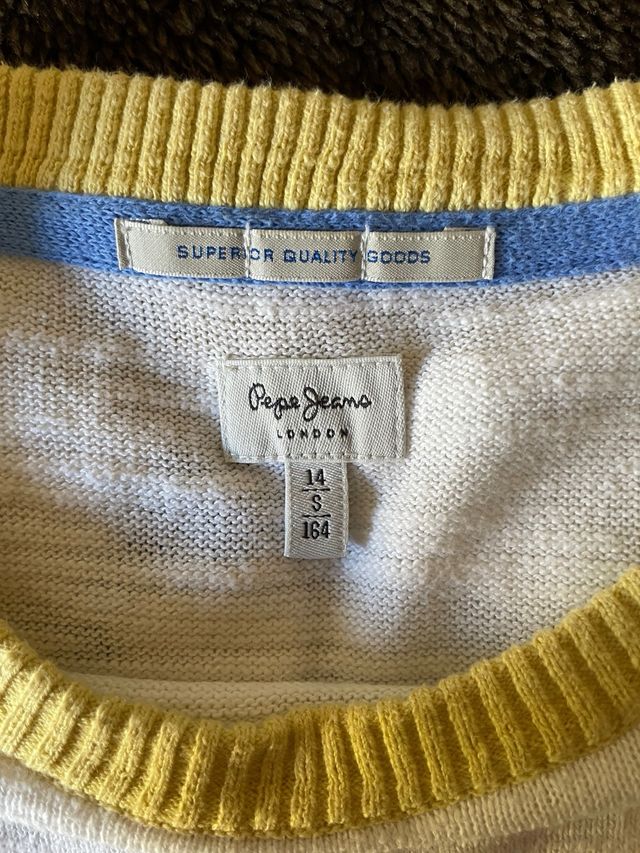 SUPERIOR QUALITY GOODS
Pepe Jeans
LONDON
14
S
164